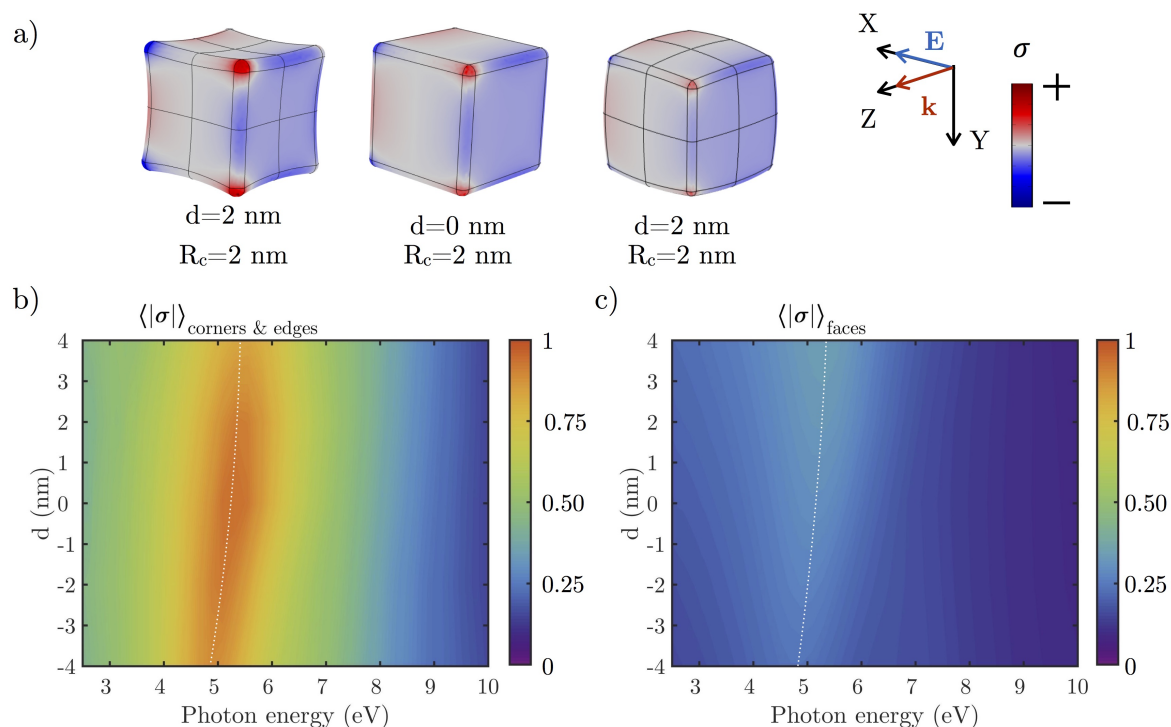 a)
X
E
Z
k
Y
σ
+
−
d=2 nm
R_c=2 nm
d=0 nm
R_c=2 nm
d=2 nm
R_c=2 nm
b)
⟨|σ|⟩corners & edges
4
3
2
1
0
-1
-2
-3
-4
d (nm)
3
4
5
6
7
8
9
10
Photon energy (eV)
1
0.75
0.50
0.25
0
c)
⟨|σ|⟩faces
4
3
2
1
0
-1
-2
-3
-4
d (nm)
3
4
5
6
7
8
9
10
Photon energy (eV)
1
0.75
0.50
0.25
0